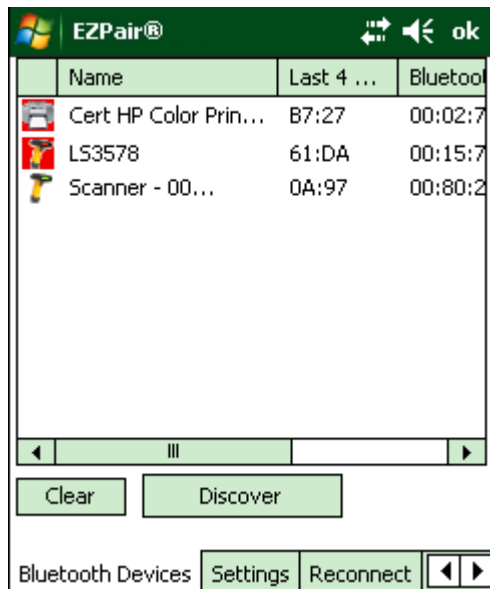 EZPair® ok
Name Last 4 ... Bluetool
Cert HP Color Prin... B7:27 00:02:7
LS3578 61:DA 00:15:7
Scanner - 00... 0A:97 00:80:2
Clear Discover
Bluetooth Devices Settings Reconnect